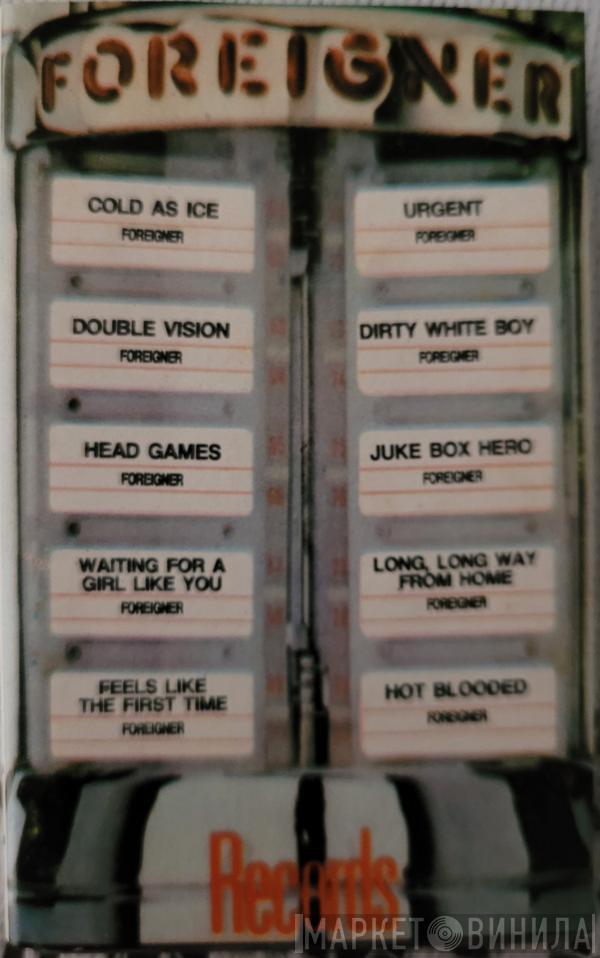 FOREIGNER
COLD AS ICE
FOREIGNER
DOUBLE VISION
FOREIGNER
HEAD GAMES
FOREIGNER
WAITING FOR A
GIRL LIKE YOU
FOREIGNER
FEELS LIKE
THE FIRST TIME
FOREIGNER
URGENT
FOREIGNER
DIRTY WHITE BOY
FOREIGNER
JUKE BOX HERO
FOREIGNER
LONG, LONG WAY
FROM HOME
FOREIGNER
HOT BLOODED
FOREIGNER
Records
МАРКЕТ ВИНИЛА